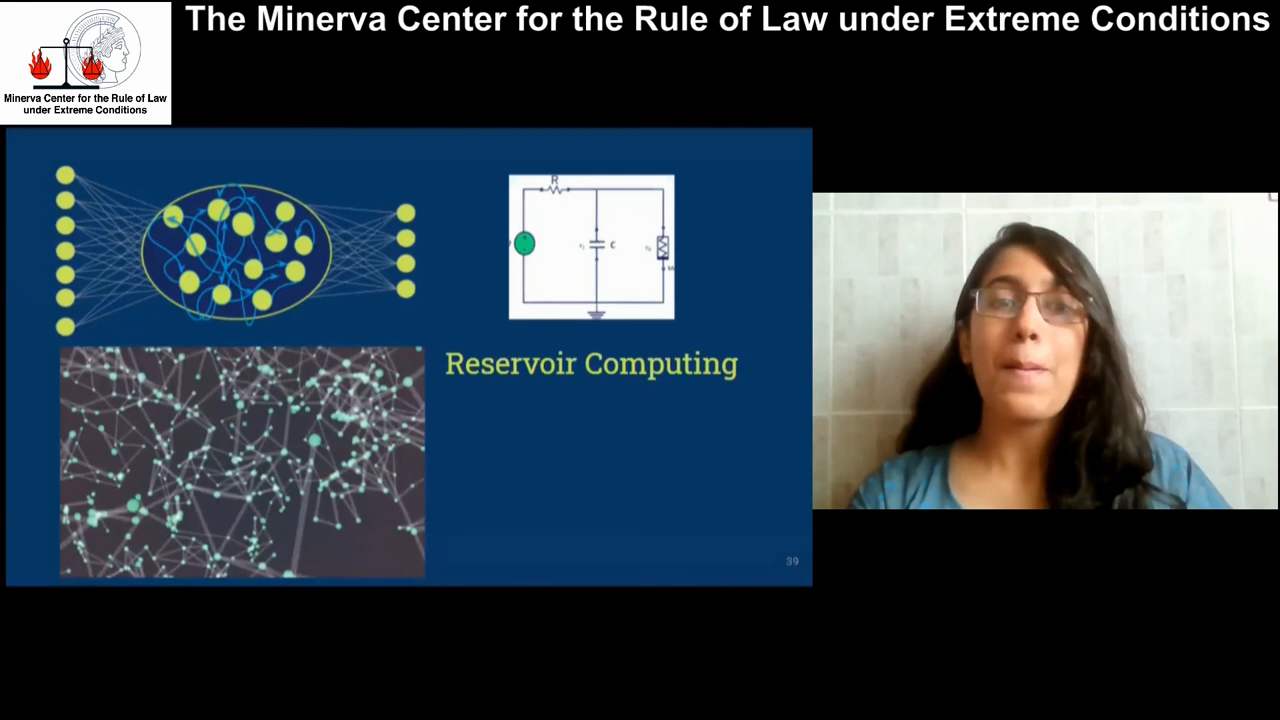 The Minerva Center for the Rule of Law under Extreme Conditions
Minerva Center for the Rule of Law
under Extreme Conditions
R
C
Reservoir Computing
39